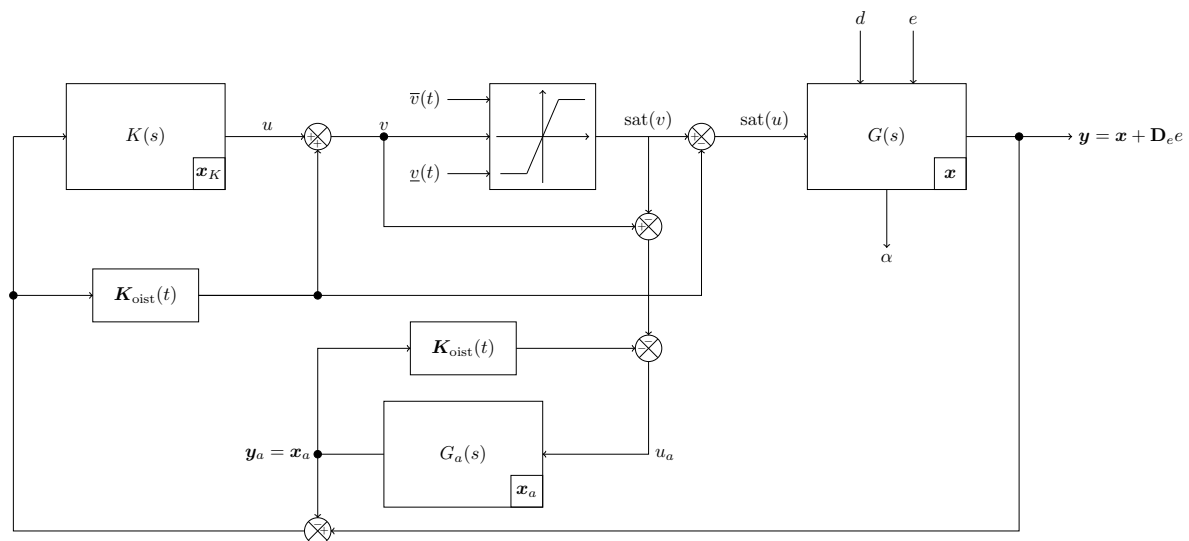 d
e
K(s)
x_K
u
v
v̅(t)
v̲(t)
sat(v)
sat(u)
G(s)
x
y = x + D_e e
α
K_oist(t)
K_oist(t)
y_a = x_a
G_a(s)
x_a
u_a